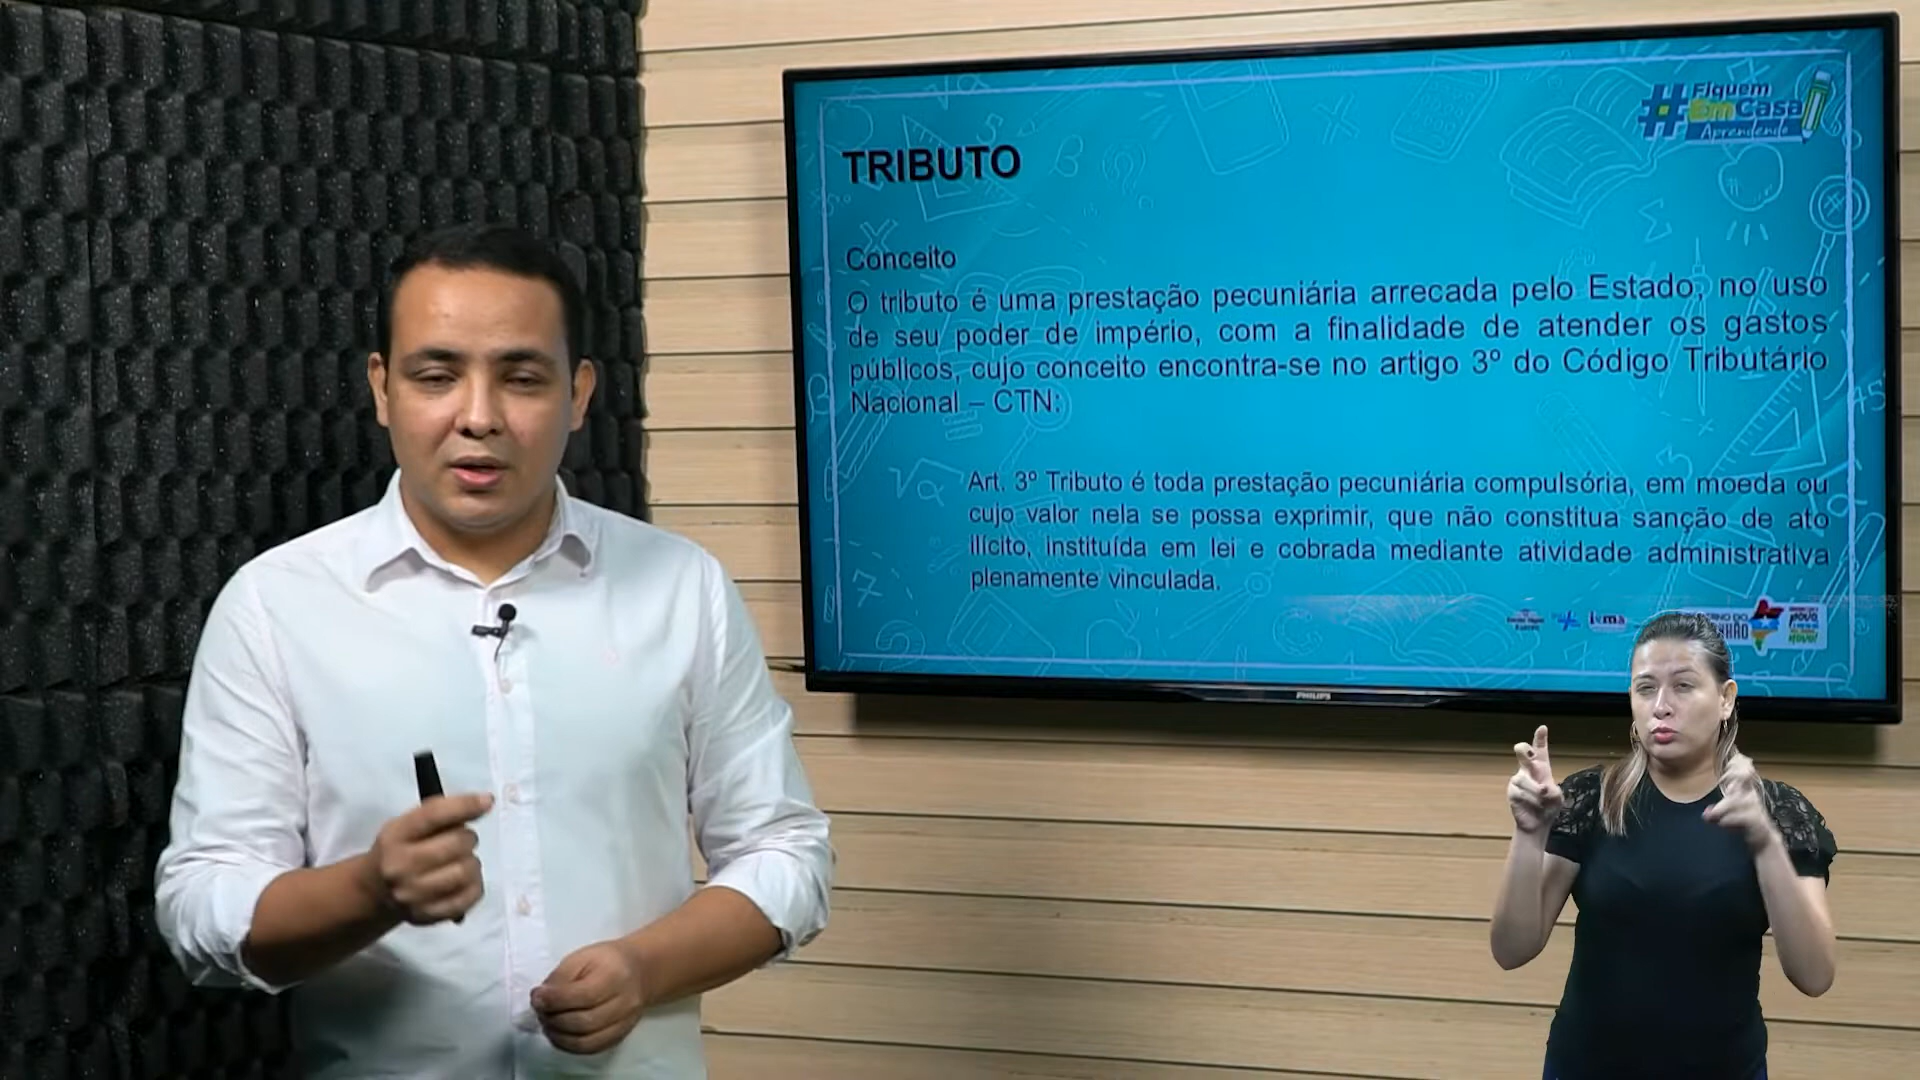 #Fiquem
EmCasa
Aprendendo
TRIBUTO
Conceito
O tributo é uma prestação pecuniária arrecada pelo Estado, no uso
de seu poder de império, com a finalidade de atender os gastos
públicos, cujo conceito encontra-se no artigo 3º do Código Tributário
Nacional – CTN:
Art. 3º Tributo é toda prestação pecuniária compulsória, em moeda ou
cujo valor nela se possa exprimir, que não constitua sanção de ato
ilícito, instituída em lei e cobrada mediante atividade administrativa
plenamente vinculada.
iema
PHILIPS